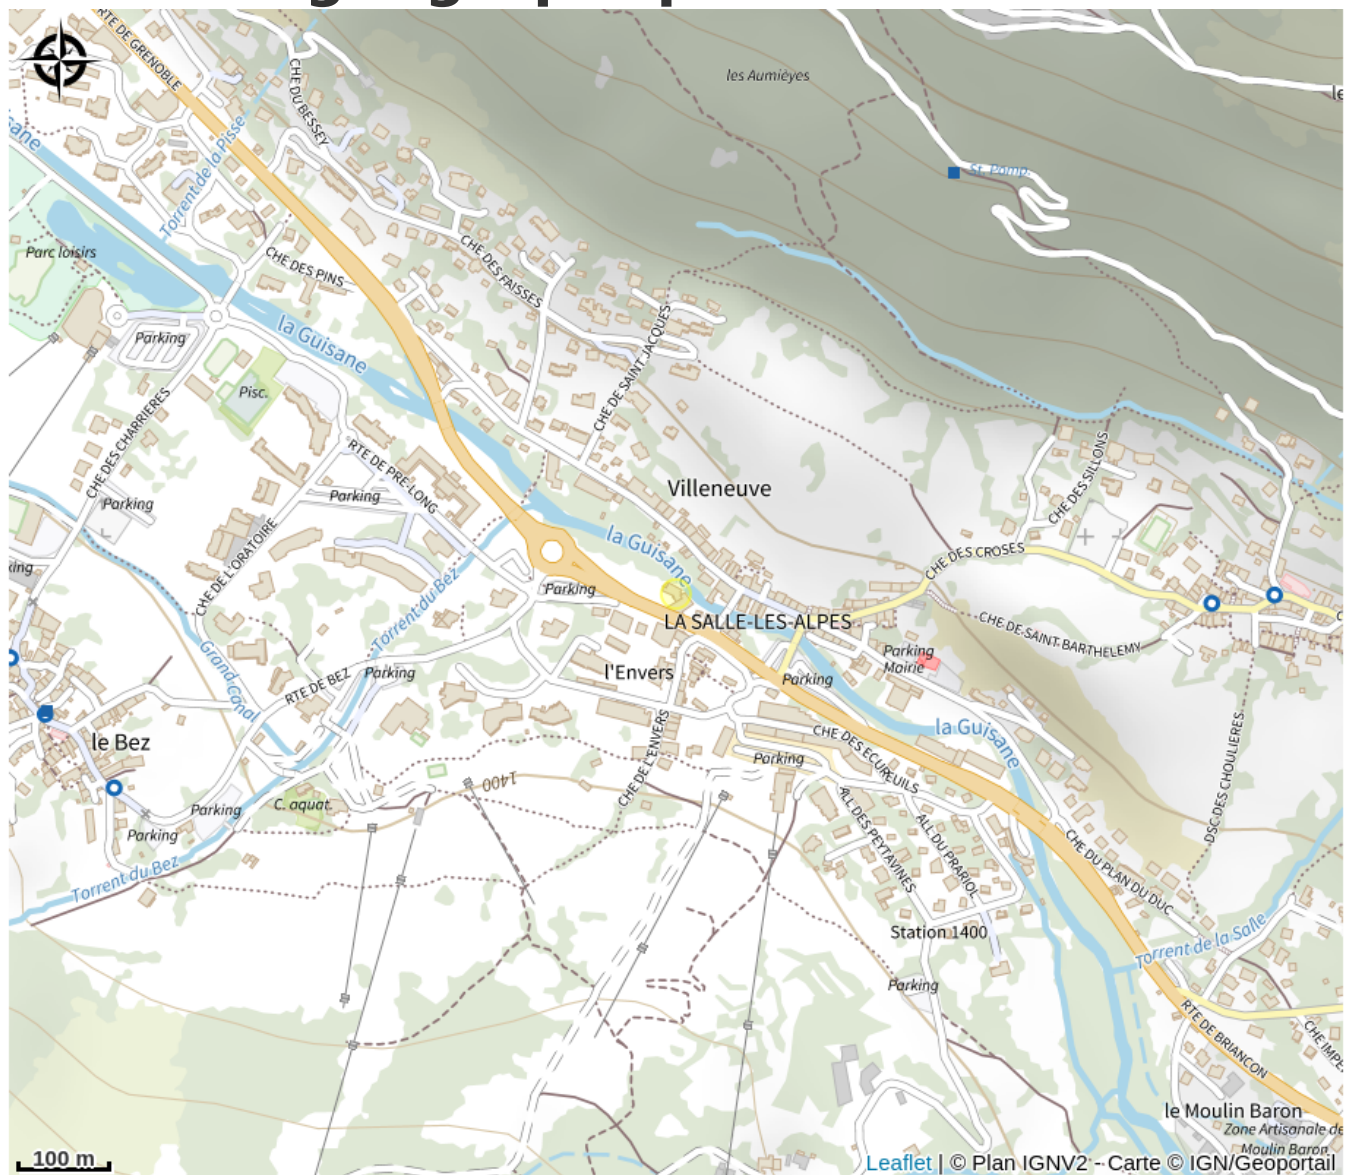 RTE DE GRENOBLE
CHE DU BESSEY
les Aumièyes
St. Pomp.
Torrent de la Pisse
Parc loisirs
CHE DES PINS
CHE DES FAISSES
la Guisane
Parking
Pisc.
CHE DE SAINT-JACQUES
CHE DES CHARRIERES
RTE DE PRE-LONG
Parking
Parking
Villeneuve
CHE DES SILLONS
CHE DE L'ORATOIRE
la Guisane
CHE DES CROSES
Torrent du Bez
Parking
LA SALLE-LES-ALPES
CHE DE SAINT-BARTHELEMY
Grand Canal
Parking
Mairie
l'Envers
Parking
RTE DE BEZ
Parking
le Bez
la Guisane
CHE DES ECUREUILS
CHE DE L'ENVERS
Parking
DSC DES CHOULIERES
1400
C. aquat.
Parking
Parking
ALL DES PEYTAVINES
ALL DU PRARIOL
CHE DU PLAN DU DUC
Torrent du Bez
Station 1400
Torrent de la Salle
Parking
RTE DE BRIANCON
le Moulin Baron
Zone Artisanale de
Moulin Baron
100 m
Leaflet | © Plan IGNV2 - Carte © IGN/Geoportail